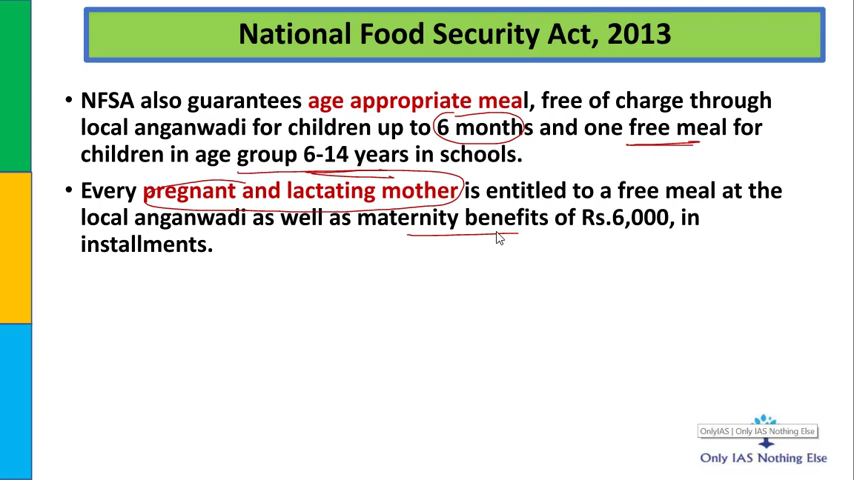 National Food Security Act, 2013
• NFSA also guarantees age appropriate meal, free of charge through
local anganwadi for children up to 6 months and one free meal for
children in age group 6-14 years in schools.
• Every pregnant and lactating mother is entitled to a free meal at the
local anganwadi as well as maternity benefits of Rs.6,000, in
installments.
OnlyIAS | Only IAS Nothing Else
Only IAS Nothing Else